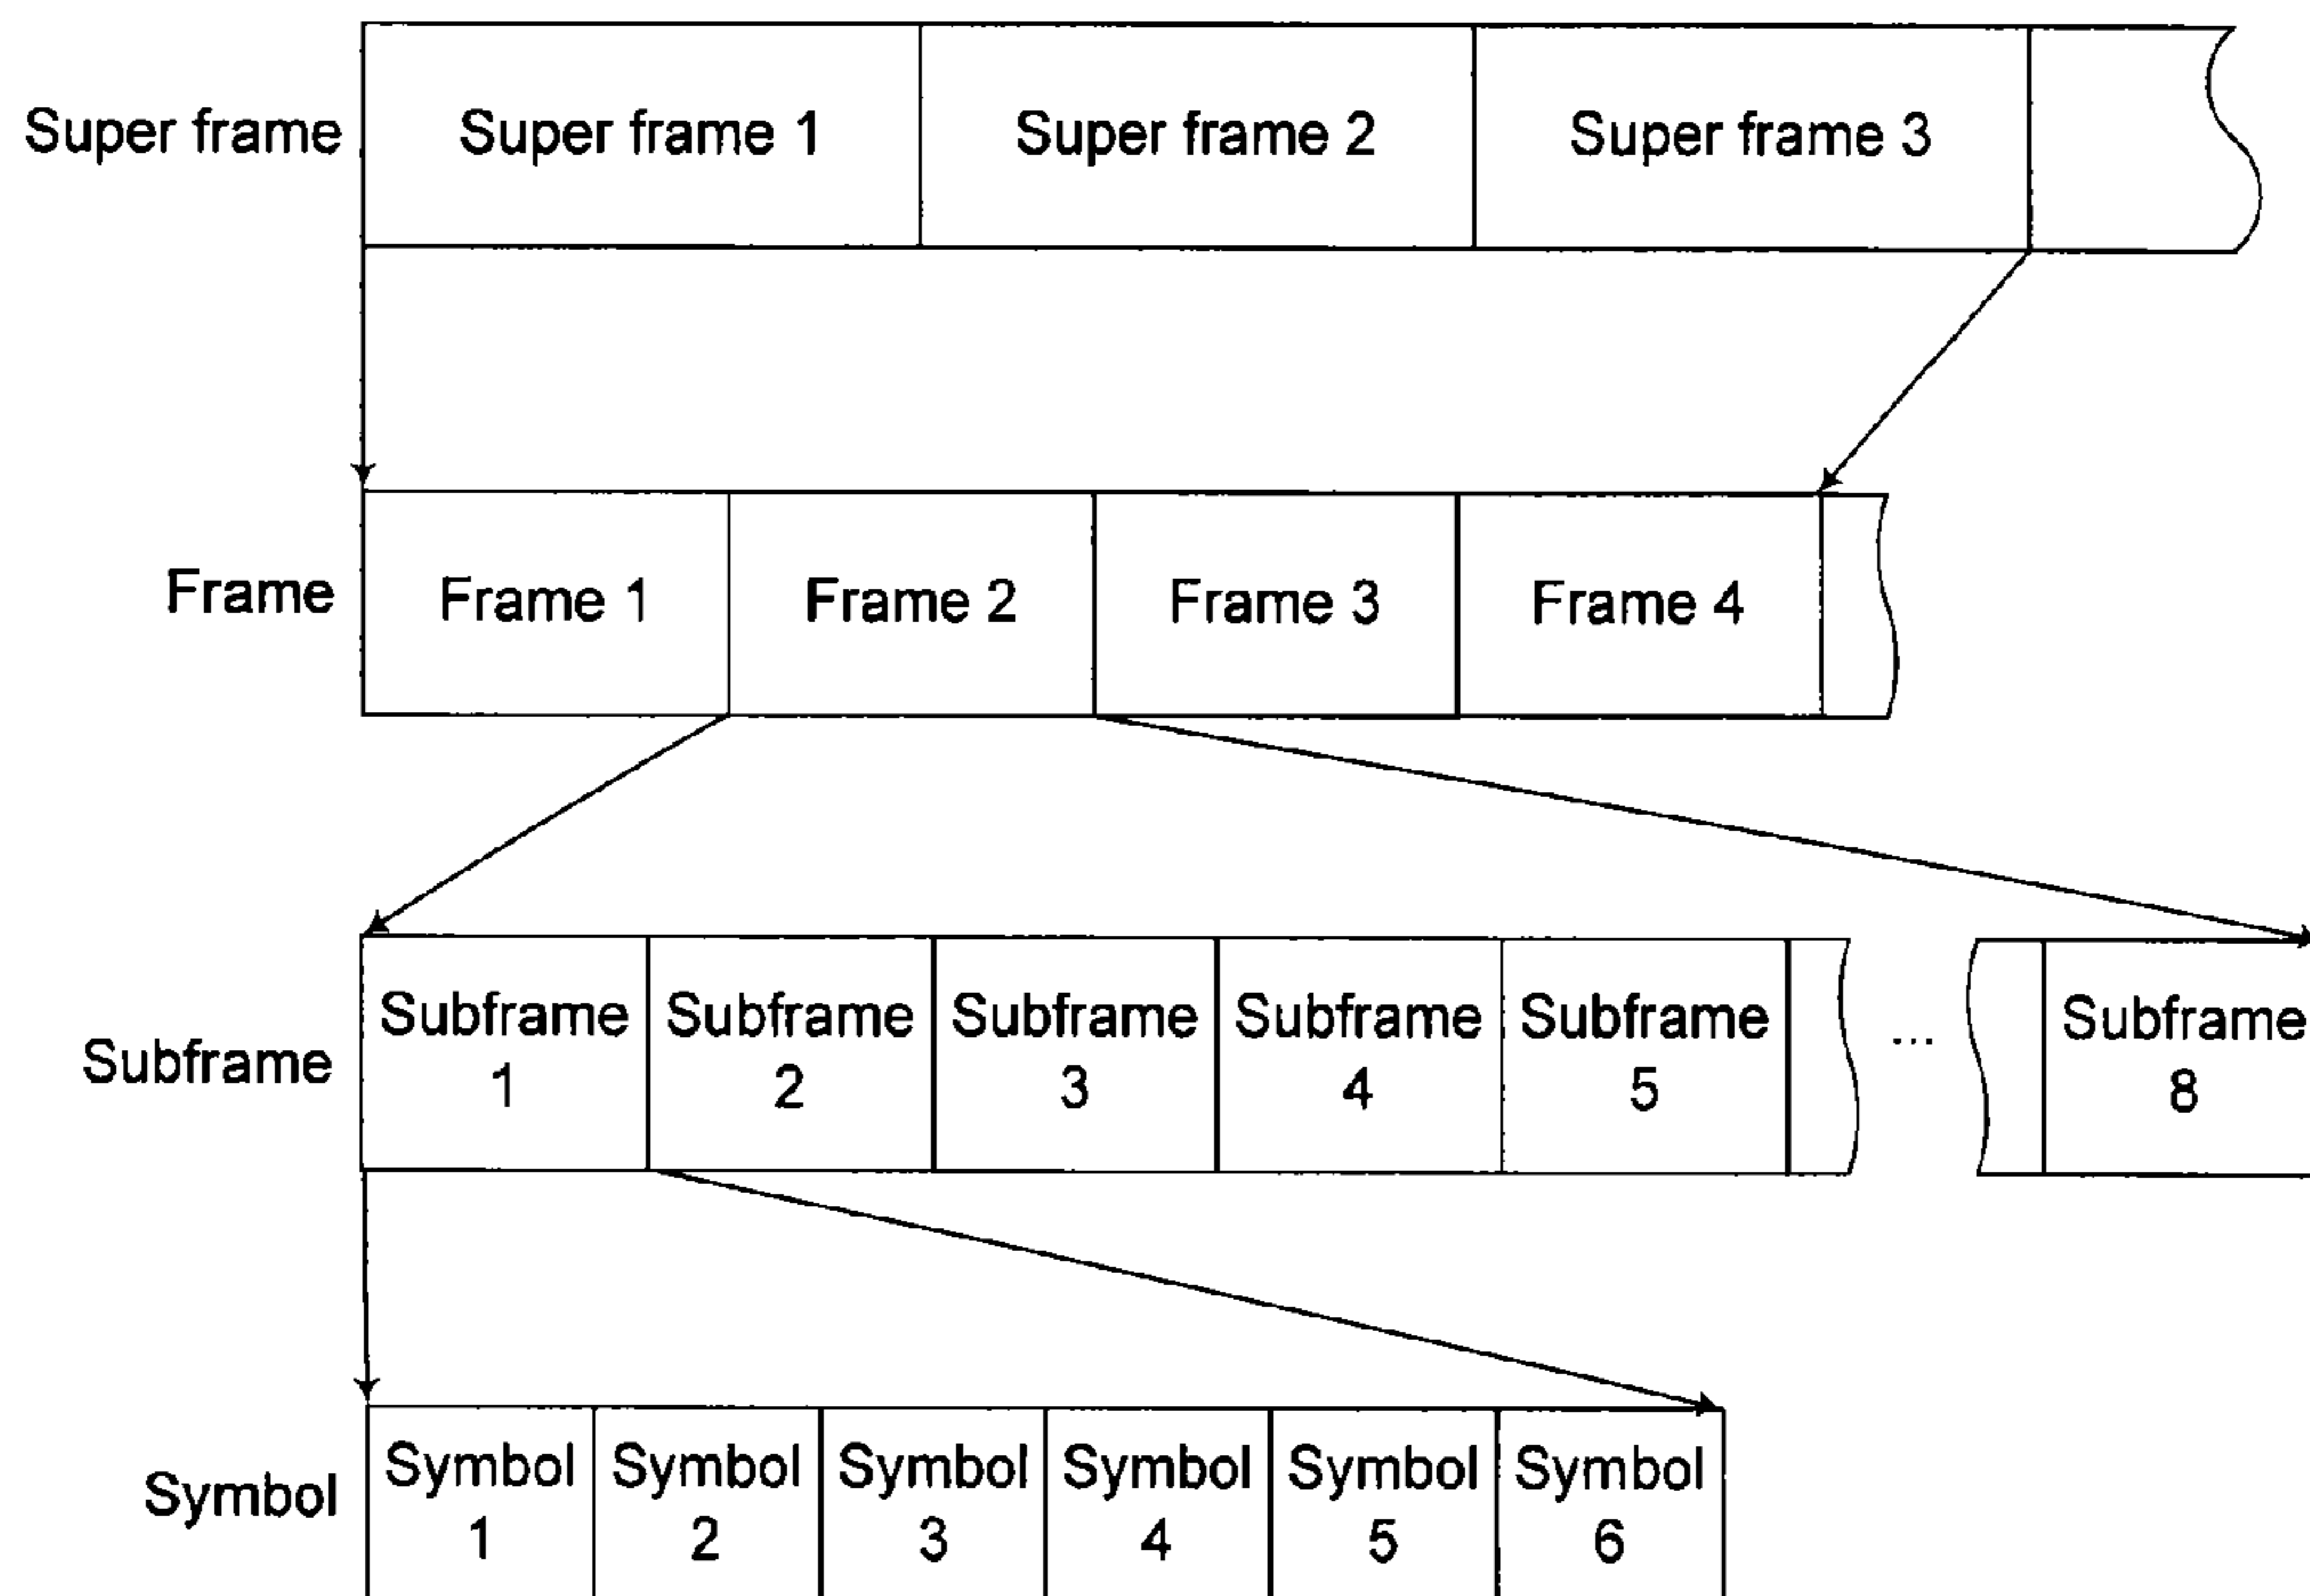 Super frame
Super frame 1
Super frame 2
Super frame 3
Frame
Frame 1
Frame 2
Frame 3
Frame 4
Subframe
Subframe
1
Subframe
2
Subframe
3
Subframe
4
Subframe
5
...
Subframe
8
Symbol
Symbol
1
Symbol
2
Symbol
3
Symbol
4
Symbol
5
Symbol
6